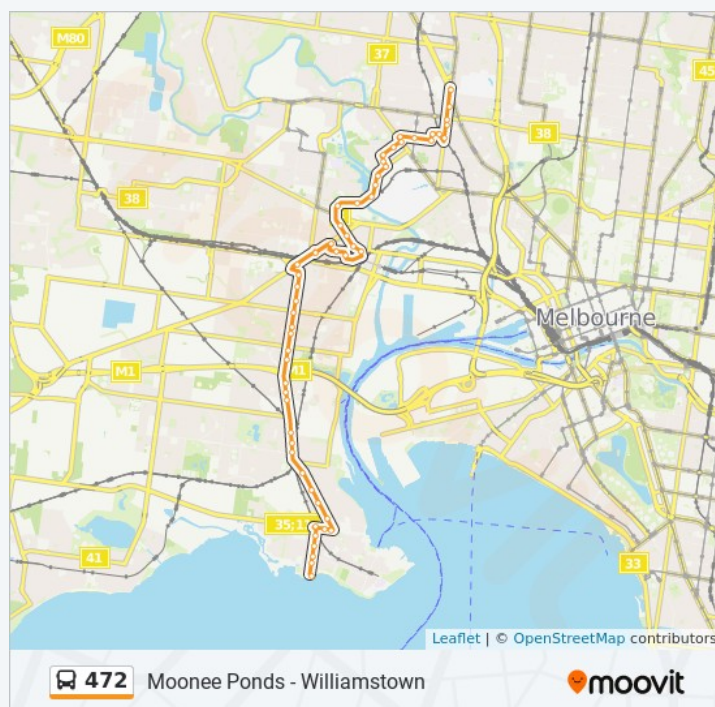 M80
37
45
38
38
Melbourne
M1
M1
35;1
41
33
Leaflet | © OpenStreetMap contributors
472 Moonee Ponds - Williamstown moovit